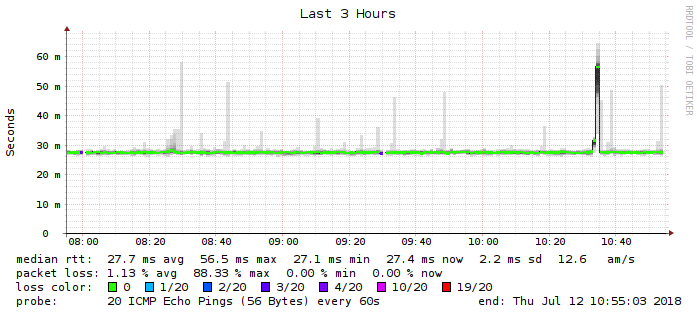 Last 3 Hours
RRDTOOL / TOBI OETIKER
Seconds
60 m
50 m
40 m
30 m
20 m
10 m
0
08:00 08:20 08:40 09:00 09:20 09:40 10:00 10:20 10:40
median rtt: 27.7 ms avg 56.5 ms max 27.1 ms min 27.4 ms now 2.2 ms sd 12.6 am/s
packet loss: 1.13 % avg 88.33 % max 0.00 % min 0.00 % now
loss color: 0 1/20 2/20 3/20 4/20 10/20 19/20
probe: 20 ICMP Echo Pings (56 Bytes) every 60s end: Thu Jul 12 10:55:03 2018